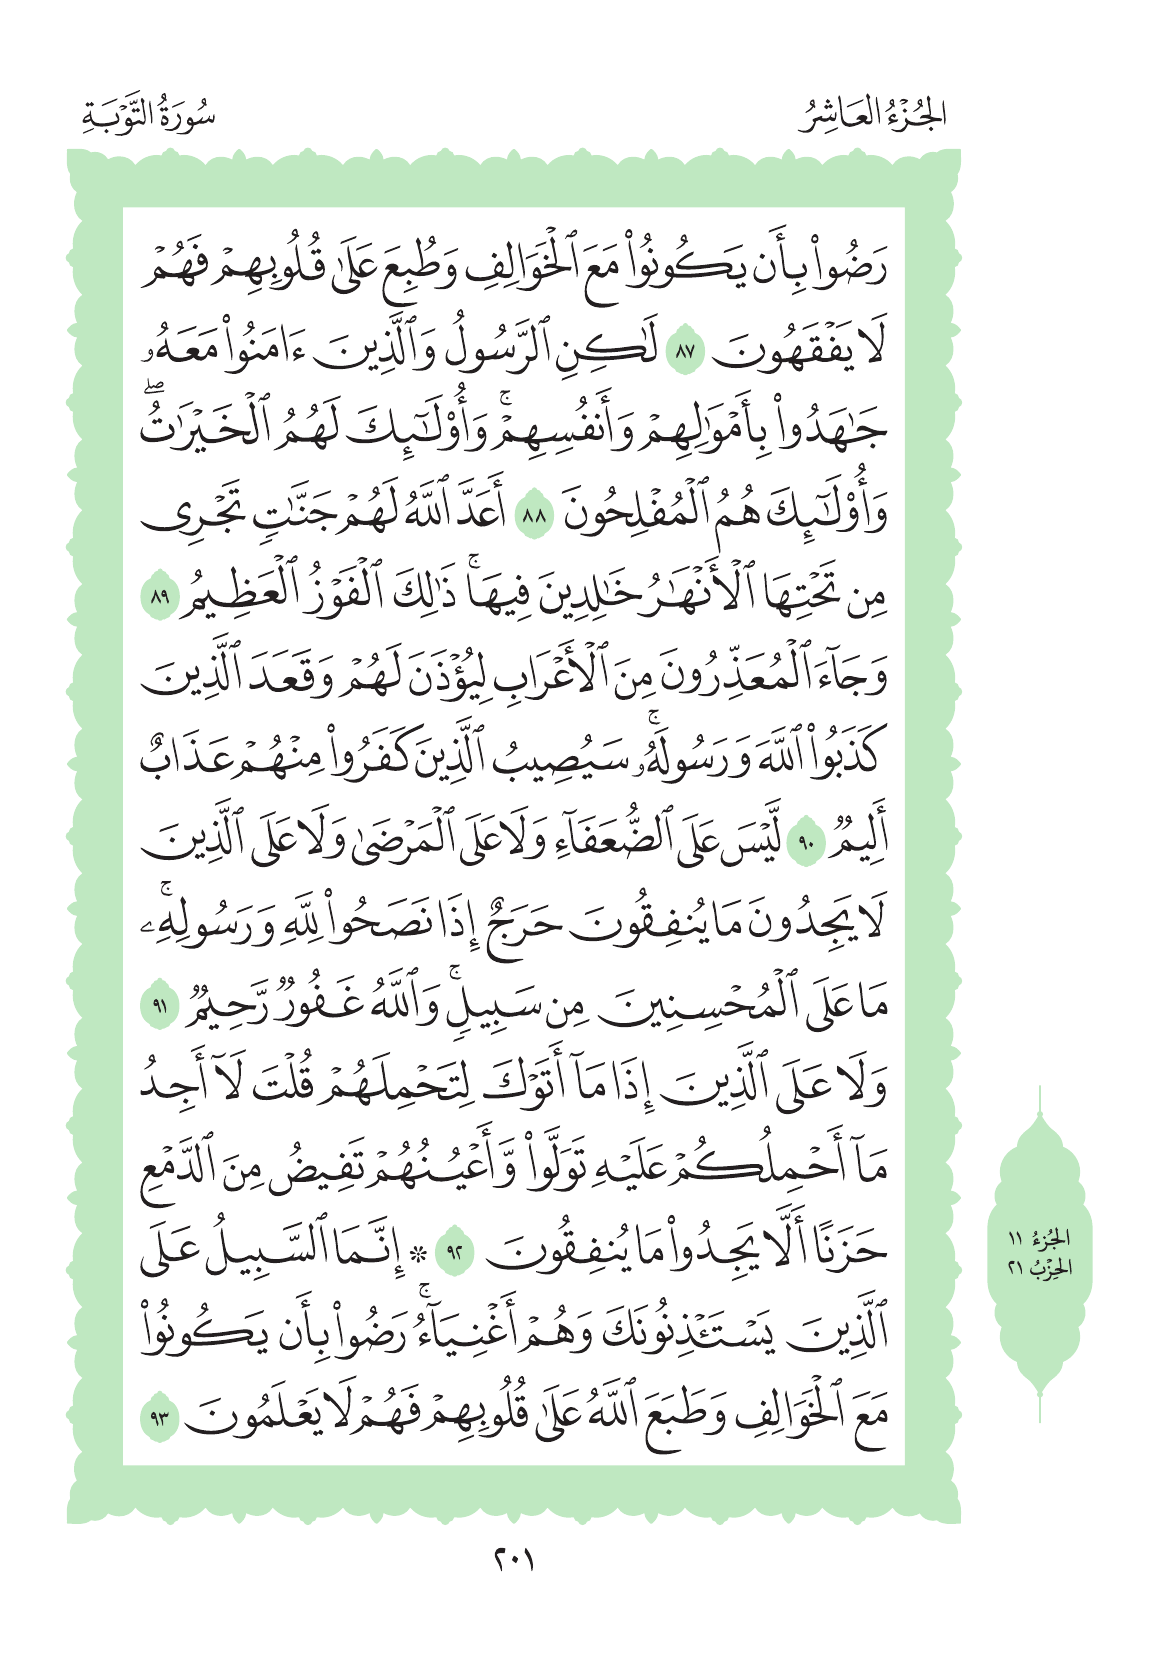 الجُزْءُ العَاشِرُ
سُورَةُ التَّوْبَةِ
رَضُواْ بِأَن يَكُونُواْ مَعَ ٱلْخَوَالِفِ وَطُبِعَ عَلَىٰ قُلُوبِهِمْ فَهُمْ
لَا يَفْقَهُونَ ٨٧ لَٰكِنِ ٱلرَّسُولُ وَٱلَّذِينَ ءَامَنُواْ مَعَهُۥ
جَٰهَدُواْ بِأَمْوَٰلِهِمْ وَأَنفُسِهِمْۚ وَأُوْلَٰٓئِكَ لَهُمُ ٱلْخَيْرَٰتُۖ
وَأُوْلَٰٓئِكَ هُمُ ٱلْمُفْلِحُونَ ٨٨ أَعَدَّ ٱللَّهُ لَهُمْ جَنَّٰتٍ تَجْرِى
مِن تَحْتِهَا ٱلْأَنْهَٰرُ خَٰلِدِينَ فِيهَاۚ ذَٰلِكَ ٱلْفَوْزُ ٱلْعَظِيمُ ٨٩
وَجَآءَ ٱلْمُعَذِّرُونَ مِنَ ٱلْأَعْرَابِ لِيُؤْذَنَ لَهُمْ وَقَعَدَ ٱلَّذِينَ
كَذَبُواْ ٱللَّهَ وَرَسُولَهُۥۚ سَيُصِيبُ ٱلَّذِينَ كَفَرُواْ مِنْهُمْ عَذَابٌ
أَلِيمٌ ٩٠ لَّيْسَ عَلَى ٱلضُّعَفَآءِ وَلَا عَلَى ٱلْمَرْضَىٰ وَلَا عَلَى ٱلَّذِينَ
لَا يَجِدُونَ مَا يُنفِقُونَ حَرَجٌ إِذَا نَصَحُواْ لِلَّهِ وَرَسُولِهِۦۚ
مَا عَلَى ٱلْمُحْسِنِينَ مِن سَبِيلٍۚ وَٱللَّهُ غَفُورٌ رَّحِيمٌ ٩١
وَلَا عَلَى ٱلَّذِينَ إِذَا مَآ أَتَوْكَ لِتَحْمِلَهُمْ قُلْتَ لَآ أَجِدُ
مَآ أَحْمِلُكُمْ عَلَيْهِ تَوَلَّواْ وَّأَعْيُنُهُمْ تَفِيضُ مِنَ ٱلدَّمْعِ
حَزَنًا أَلَّا يَجِدُواْ مَا يُنفِقُونَ ٩٢ ۞ إِنَّمَا ٱلسَّبِيلُ عَلَى
ٱلَّذِينَ يَسْتَـْٔذِنُونَكَ وَهُمْ أَغْنِيَآءُۚ رَضُواْ بِأَن يَكُونُواْ
مَعَ ٱلْخَوَالِفِ وَطَبَعَ ٱللَّهُ عَلَىٰ قُلُوبِهِمْ فَهُمْ لَا يَعْلَمُونَ ٩٣
الجُزْءُ ١١
الحِزْبُ ٢١
٢٠١